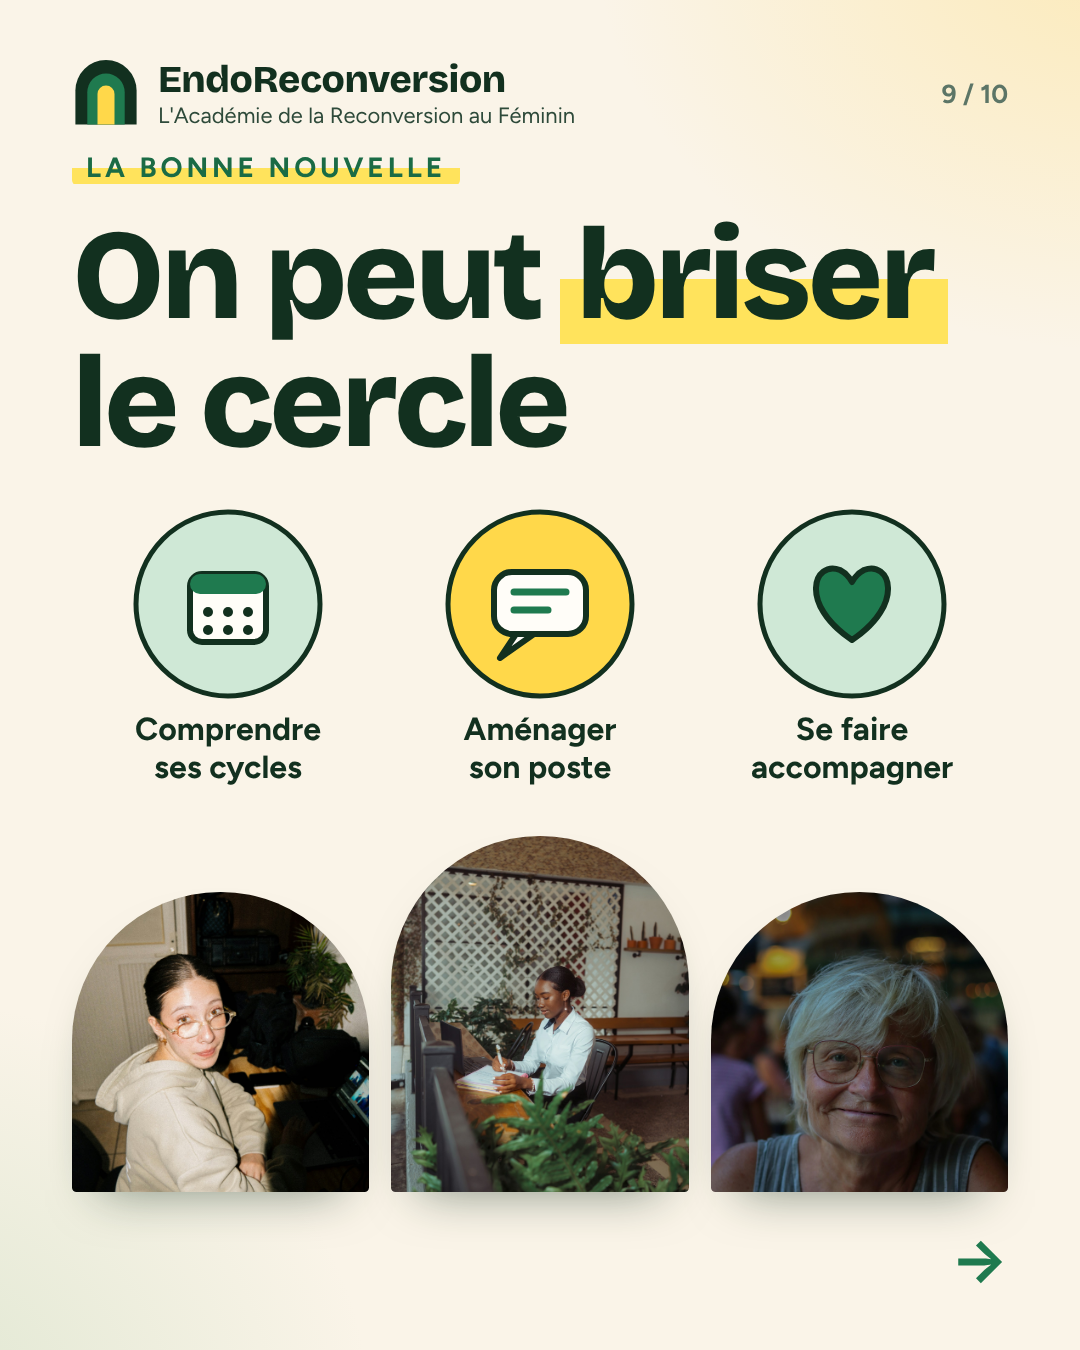 EndoReconversion
L'Académie de la Reconversion au Féminin
9 / 10
LA BONNE NOUVELLE
On peut briser
le cercle
Comprendre
ses cycles
Aménager
son poste
Se faire
accompagner